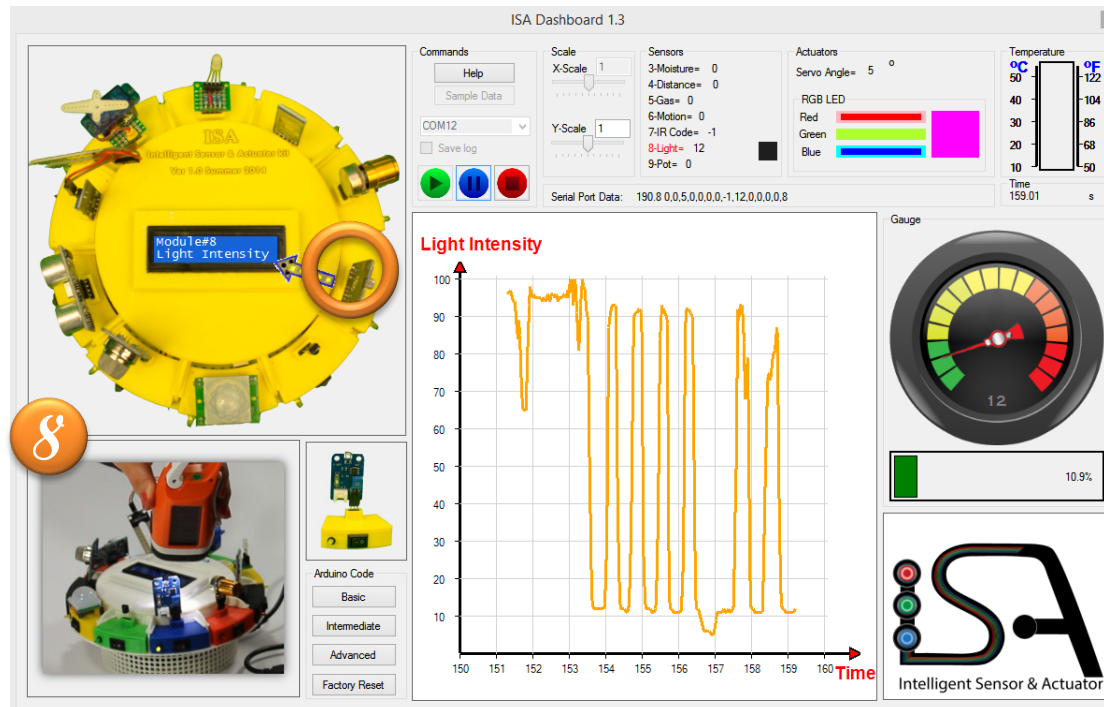 ISA Dashboard 1.3
ISA
Intelligent Sensor & Actuator Kit
Ver 1.0 Summer 2014
Module#8
Light Intensity
8
Commands
Help
Sample Data
COM12
Save log
Scale
X-Scale 1
Y-Scale 1
Sensors
3-Moisture= 0
4-Distance= 0
5-Gas= 0
6-Motion= 0
7-IR Code= -1
8-Light= 12
9-Pot= 0
Actuators
Servo Angle= 5 °
RGB LED
Red
Green
Blue
Temperature
ºC ºF
50 122
40 104
30 86
20 68
10 50
Time
159.01 s
Serial Port Data: 190.8 0,0,5,0,0,0,0,-1,12,0,0,0,0,8
Light Intensity
100
90
80
70
60
50
40
30
20
10
150 151 152 153 154 155 156 157 158 159 160 Time
Gauge
12
10.9%
Arduino Code
Basic
Intermediate
Advanced
Factory Reset
iSA
Intelligent Sensor & Actuator